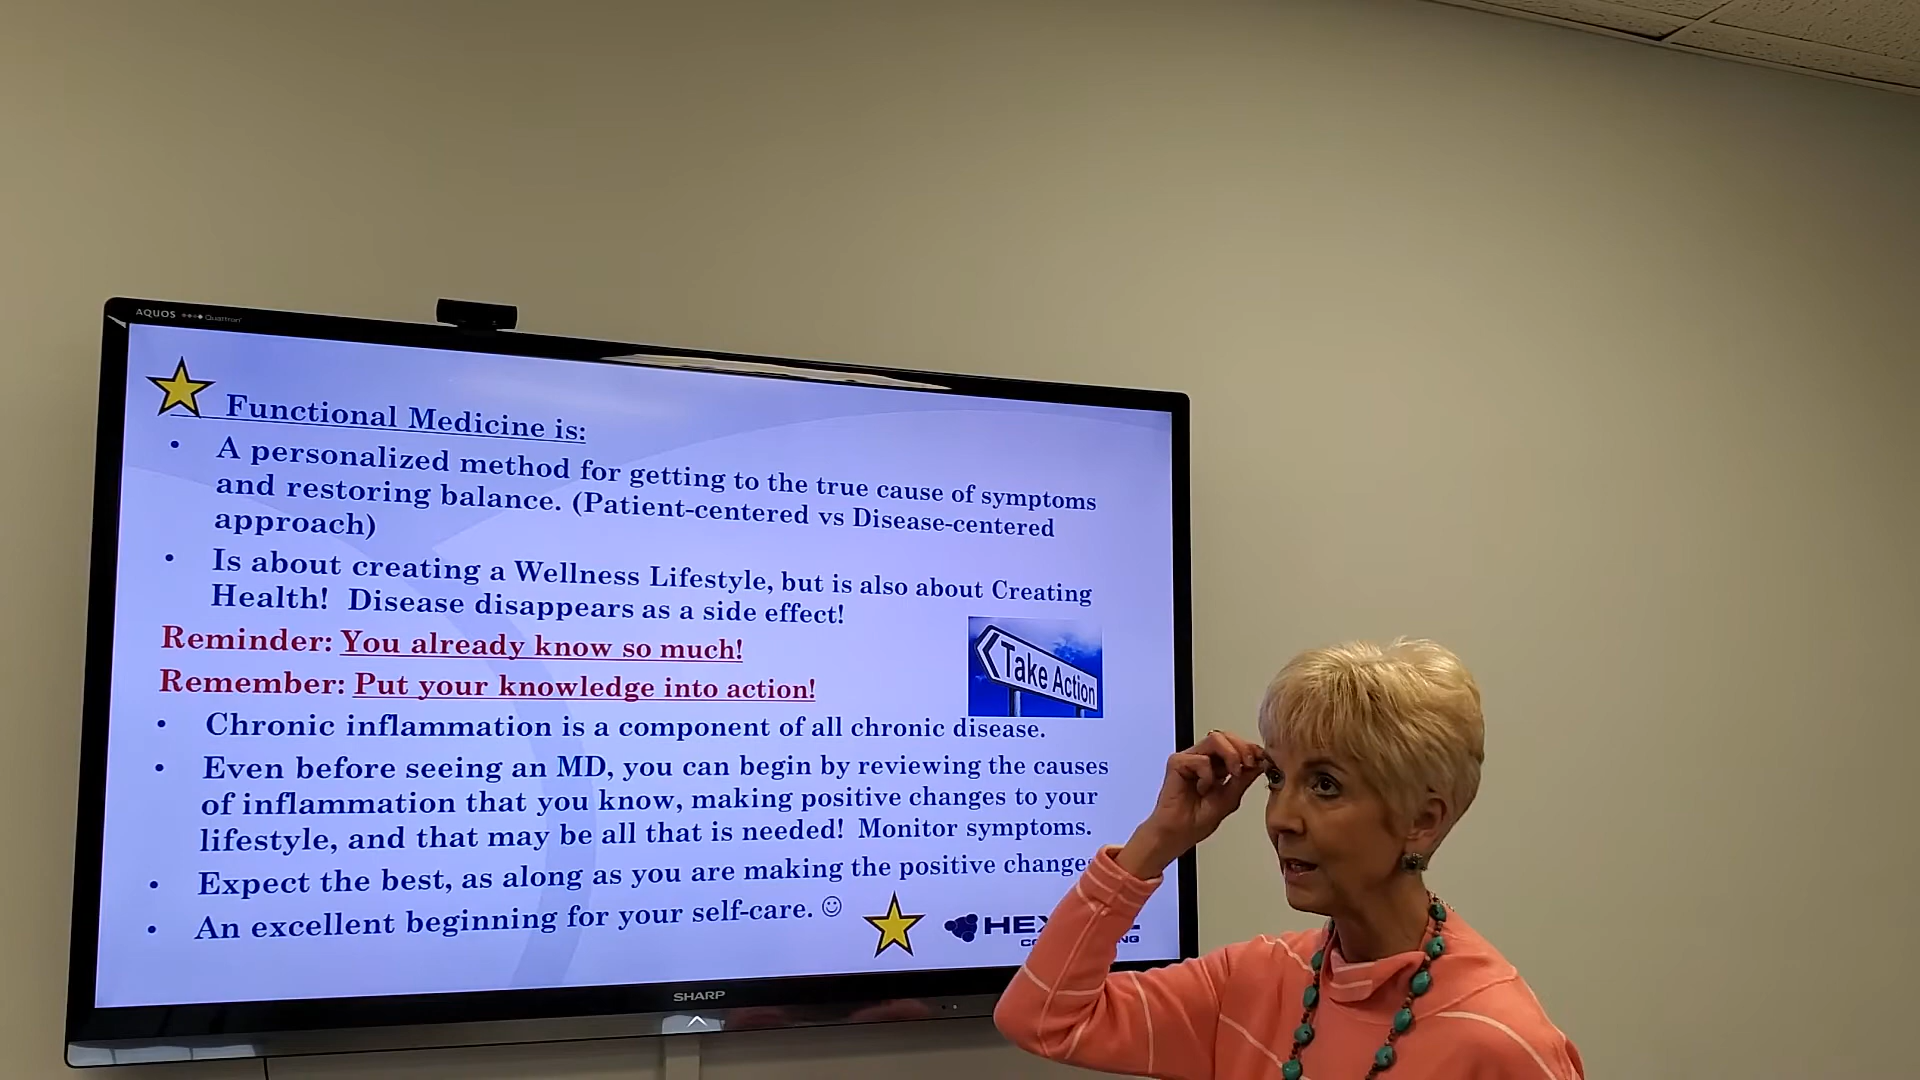 AQUOS Quattron
Functional Medicine is:
• A personalized method for getting to the true cause of symptoms
and restoring balance. (Patient-centered vs Disease-centered
approach)
• Is about creating a Wellness Lifestyle, but is also about Creating
Health! Disease disappears as a side effect!
Reminder: You already know so much!
Remember: Put your knowledge into action!
Take Action
• Chronic inflammation is a component of all chronic disease.
• Even before seeing an MD, you can begin by reviewing the causes
of inflammation that you know, making positive changes to your
lifestyle, and that may be all that is needed! Monitor symptoms.
• Expect the best, as along as you are making the positive changes
• An excellent beginning for your self-care. ☺
SHARP